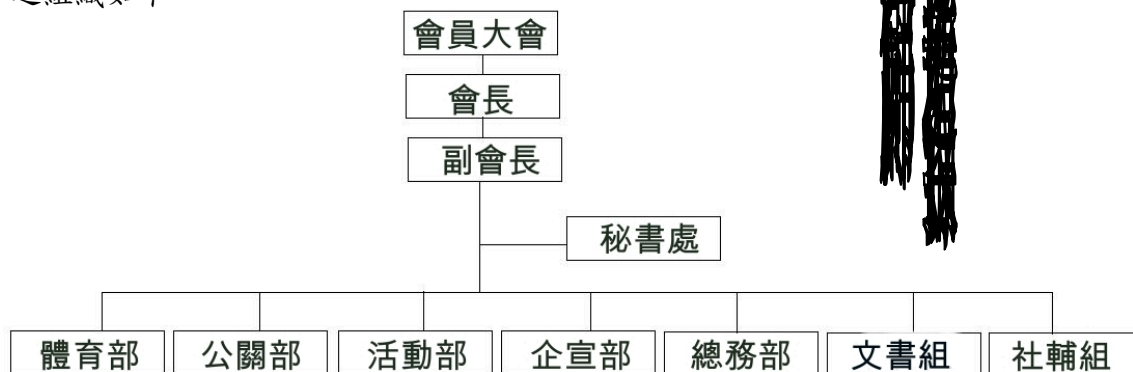 會員大會
會長
副會長
秘書處
體育部 公關部 活動部 企宣部 總務部 文書組 社輔組